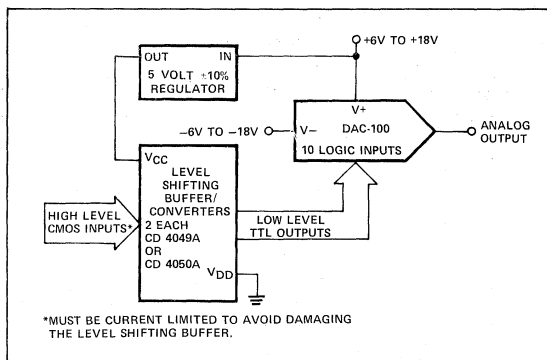 +6V TO +18V
OUT IN
5 VOLT ±10%
REGULATOR
V+
−6V TO −18V
V−
DAC-100
10 LOGIC INPUTS
ANALOG
OUTPUT
VCC
LEVEL
SHIFTING
BUFFER/
CONVERTERS
2 EACH
CD 4049A
OR
CD 4050A
VDD
HIGH LEVEL
CMOS INPUTS*
LOW LEVEL
TTL OUTPUTS
*MUST BE CURRENT LIMITED TO AVOID DAMAGING
THE LEVEL SHIFTING BUFFER.